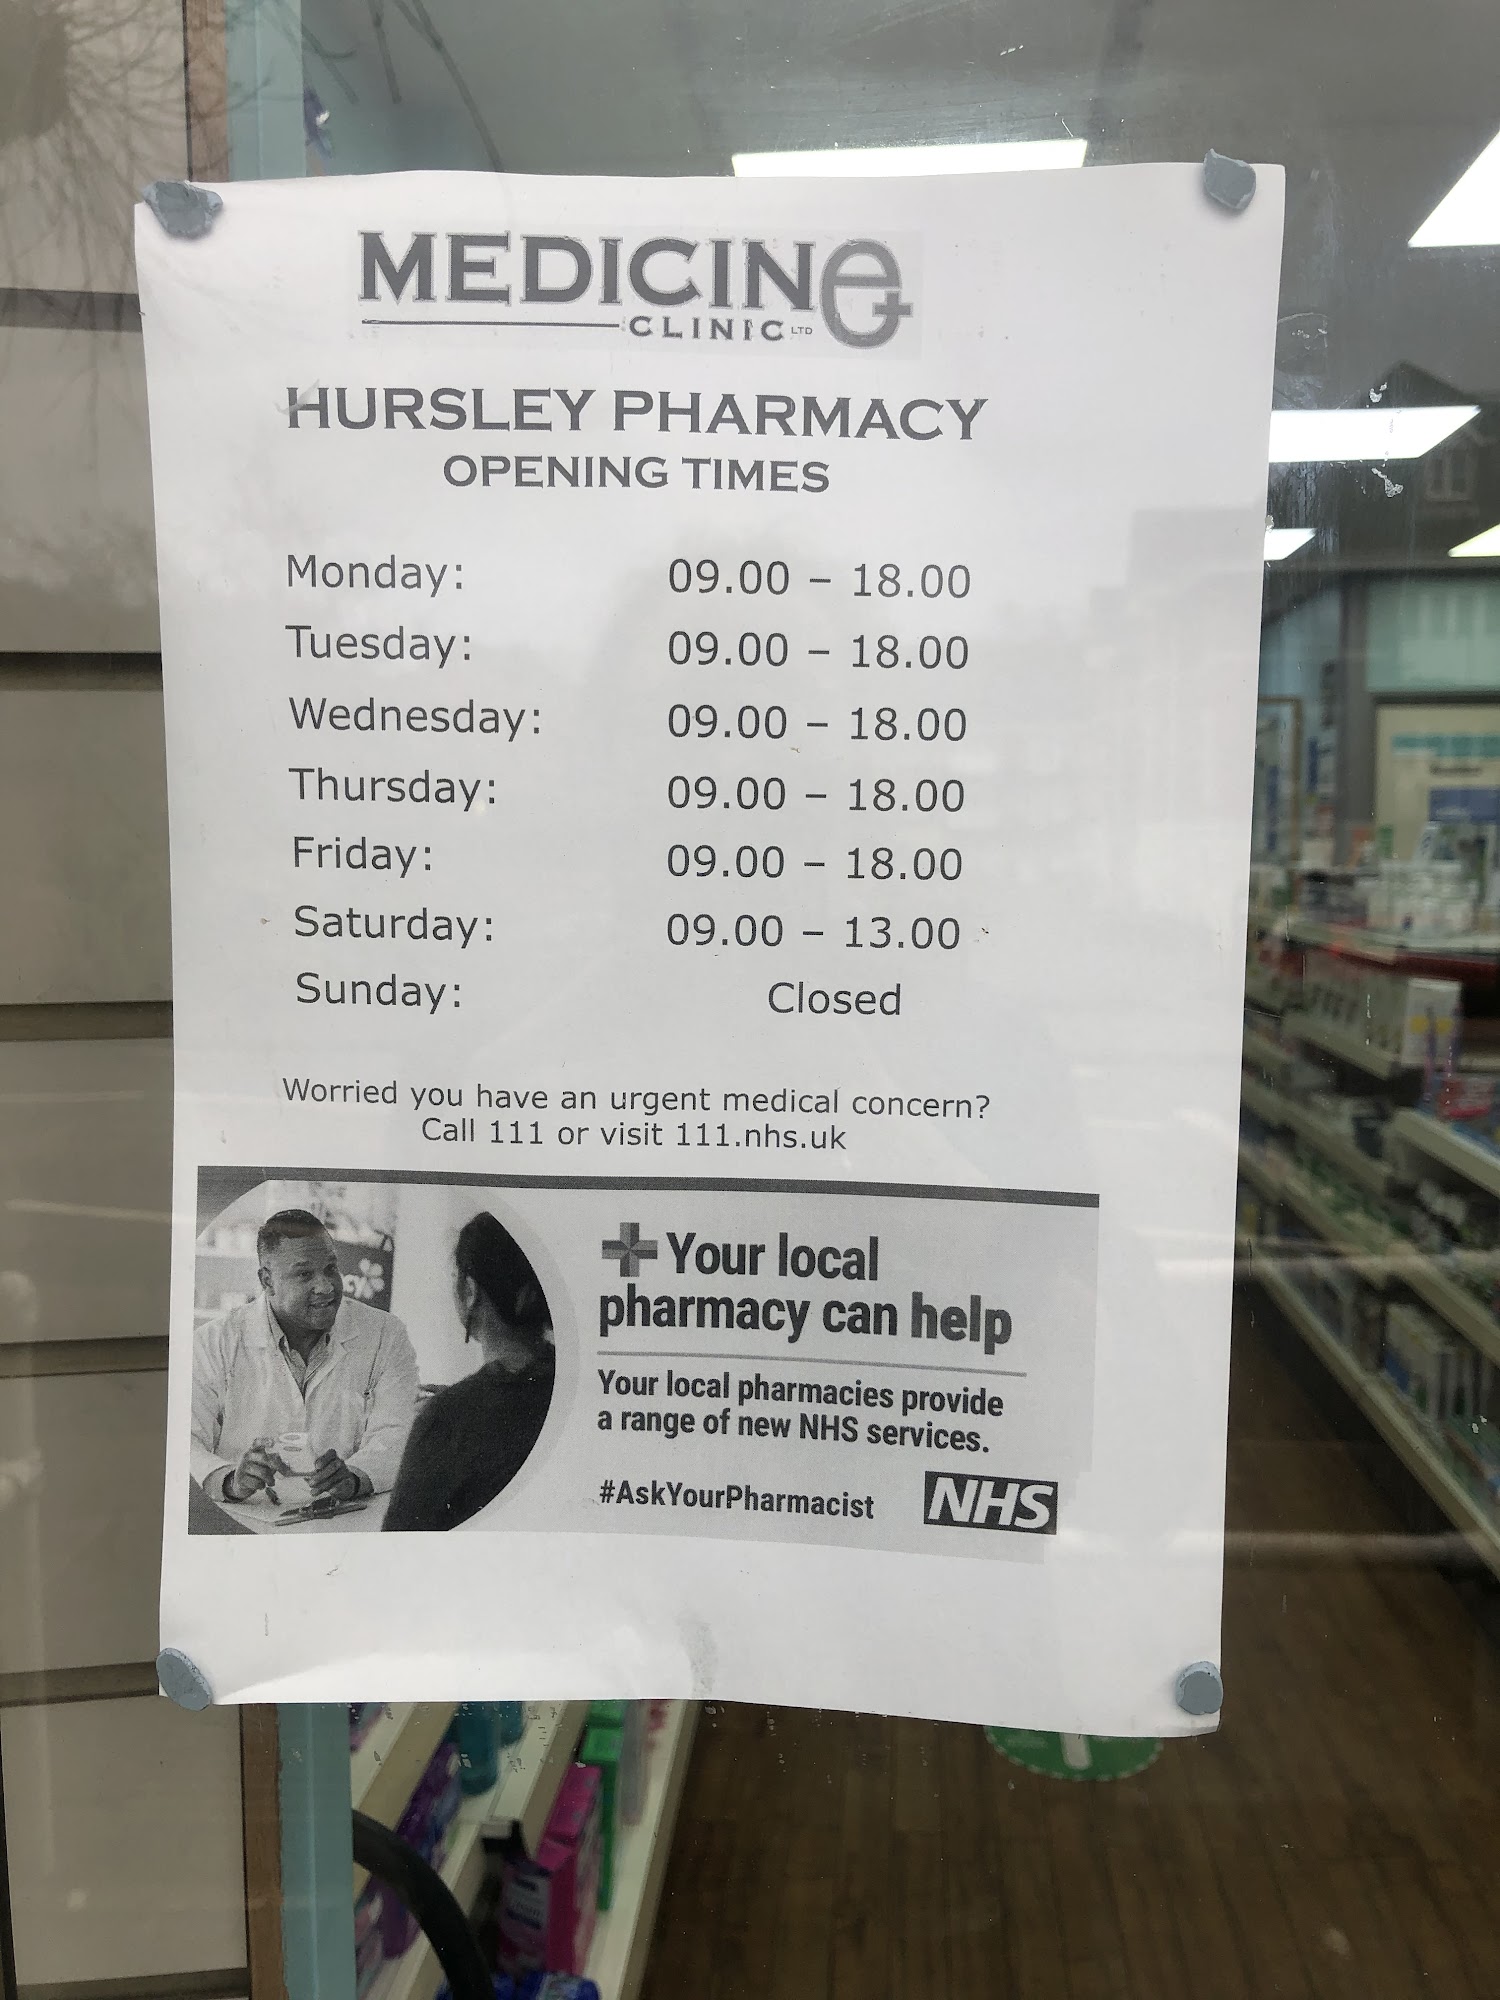 MEDICINe
CLINIC LTD
HURSLEY PHARMACY
OPENING TIMES
Monday: 09.00 – 18.00
Tuesday: 09.00 – 18.00
Wednesday: 09.00 – 18.00
Thursday: 09.00 – 18.00
Friday: 09.00 – 18.00
Saturday: 09.00 – 13.00
Sunday: Closed
Worried you have an urgent medical concern?
Call 111 or visit 111.nhs.uk
Your local
pharmacy can help
Your local pharmacies provide
a range of new NHS services.
#AskYourPharmacist
NHS